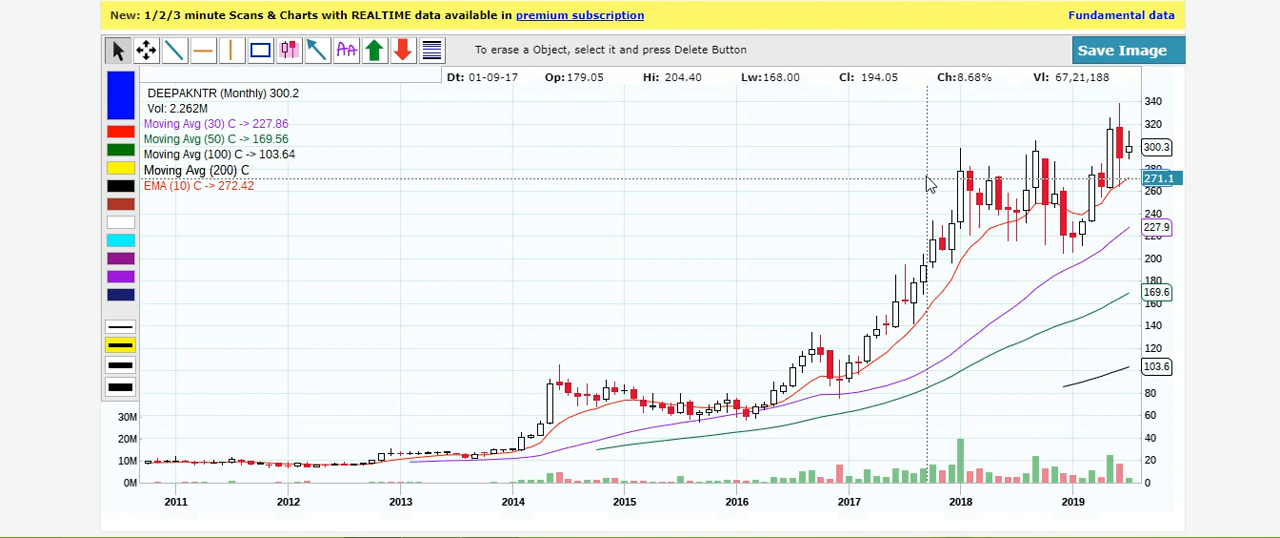 New: 1/2/3 minute Scans & Charts with REALTIME data available in premium subscription Fundamental data
AA To erase a Object, select it and press Delete Button Save Image
Dt: 01-09-17 Op:179.05 Hi: 204.40 Lw:168.00 Cl: 194.05 Ch:8.68% Vl: 67,21,188
DEEPAKNTR (Monthly) 300.2
Vol: 2.262M
Moving Avg (30) C -> 227.86
Moving Avg (50) C -> 169.56
Moving Avg (100) C -> 103.64
Moving Avg (200) C
EMA (10) C -> 272.42
340
320
300.3
280
271.1
260
240
227.9
220
200
180
169.6
160
140
120
103.6
80
60
40
20
0
30M
20M
10M
0M
2011 2012 2013 2014 2015 2016 2017 2018 2019